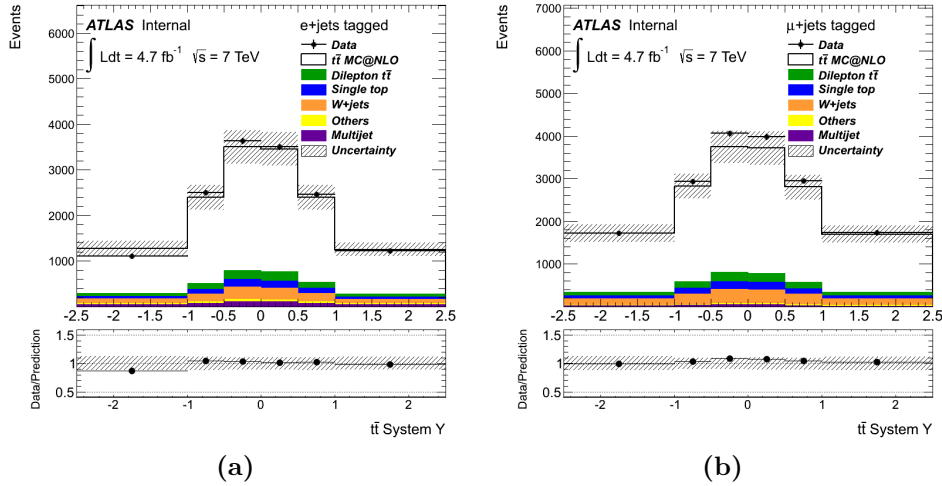 ATLAS Internal
e+jets tagged
∫ Ldt = 4.7 fb⁻¹ √s = 7 TeV
Data
tt̄ MC@NLO
Dilepton tt̄
Single top
W+jets
Others
Multijet
Uncertainty
Events
6000
5000
4000
3000
2000
1000
-2.5 -2 -1.5 -1 -0.5 0 0.5 1 1.5 2 2.5
Data/Prediction
1.5
1
0.5
-2 -1 0 1 2
tt̄ System Y
(a)
ATLAS Internal
μ+jets tagged
∫ Ldt = 4.7 fb⁻¹ √s = 7 TeV
Data
tt̄ MC@NLO
Dilepton tt̄
Single top
W+jets
Others
Multijet
Uncertainty
Events
7000
6000
5000
4000
3000
2000
1000
-2.5 -2 -1.5 -1 -0.5 0 0.5 1 1.5 2 2.5
Data/Prediction
1.5
1
0.5
-2 -1 0 1 2
tt̄ System Y
(b)